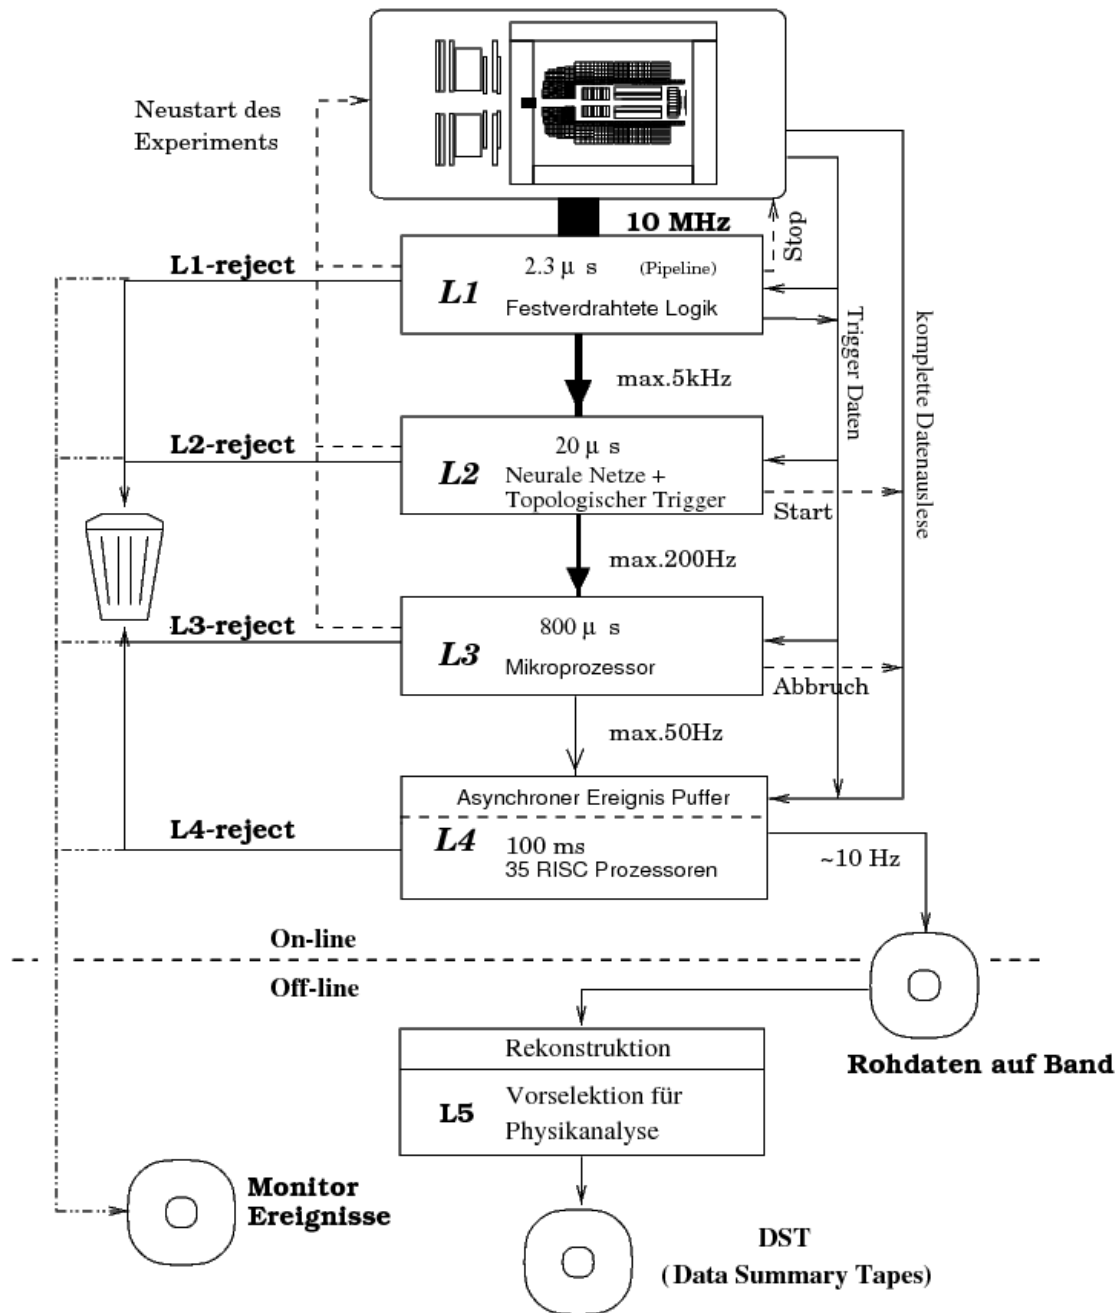 Neustart des
Experiments
10 MHz
Stop
L1-reject
2.3 µ s (Pipeline)
L1
Festverdrahtete Logik
Trigger Daten
komplette Datenauslese
max.5kHz
L2-reject
20 µ s
L2
Neurale Netze +
Topologischer Trigger
Start
max.200Hz
L3-reject
800 µ s
L3
Mikroprozessor
Abbruch
max.50Hz
Asynchroner Ereignis Puffer
L4-reject
L4
100 ms
35 RISC Prozessoren
~10 Hz
On-line
Off-line
Rekonstruktion
Rohdaten auf Band
L5
Vorselektion für
Physikanalyse
Monitor
Ereignisse
DST
(Data Summary Tapes)